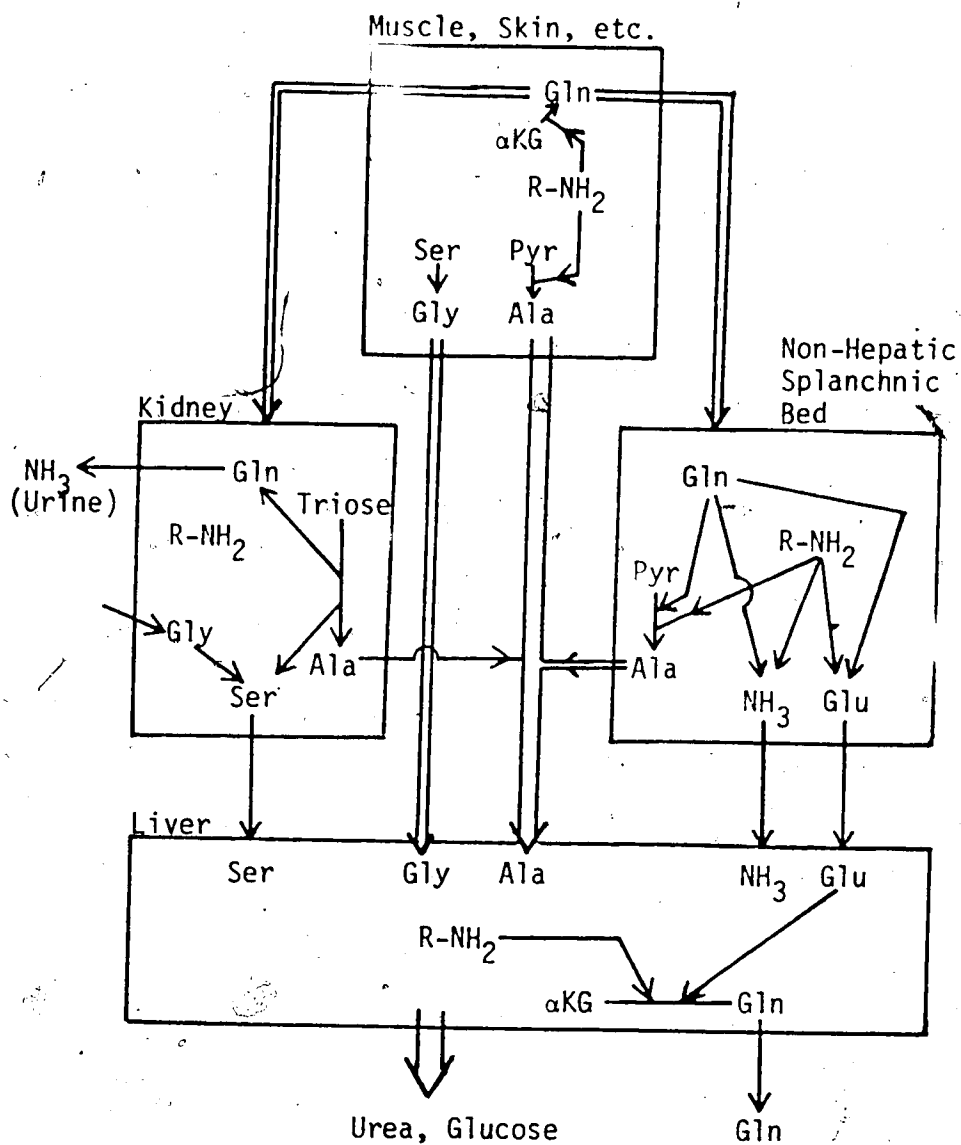 Muscle, Skin, etc.
Gln
αKG
R-NH2
Ser Pyr
Gly Ala
Non-Hepatic
Splanchnic
Bed
Kidney
NH3
(Urine)
Gln
Triose
R-NH2
Gly
Ala
Ser
Gln
R-NH2
Pyr
Ala
NH3 Glu
Liver
Ser Gly Ala NH3 Glu
R-NH2
αKG Gln
Urea, Glucose Gln